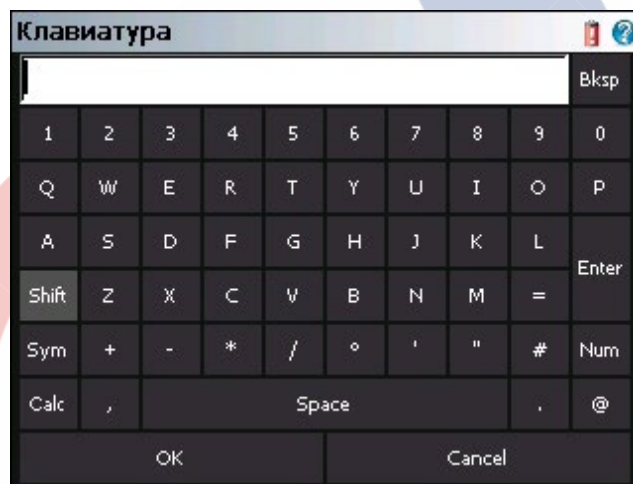 Клавиатура
Bksp
1 2 3 4 5 6 7 8 9 0
Q W E R T Y U I O P
A S D F G H J K L
Enter
Shift Z X C V B N M =
Sym + - * / ° ' " # Num
Calc , Space . @
OK Cancel